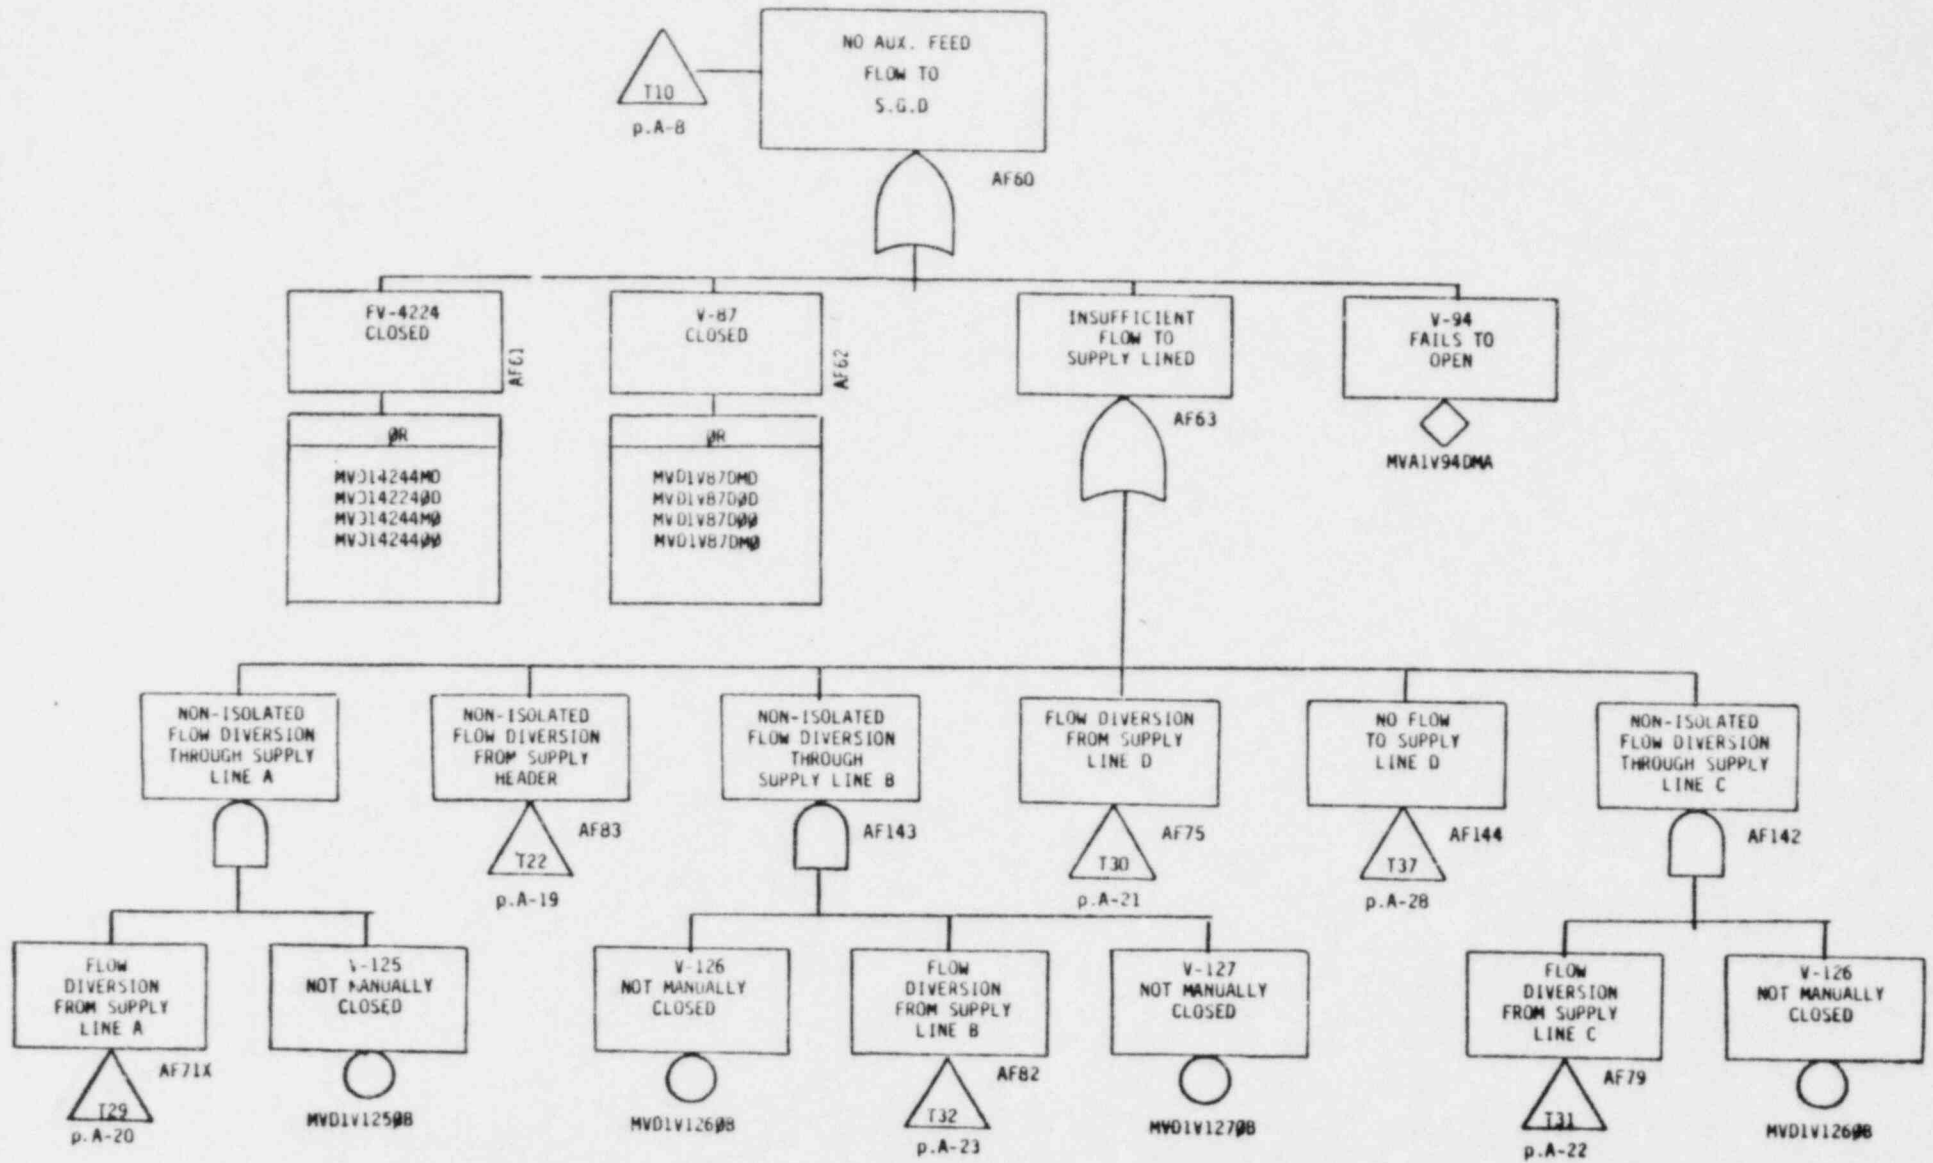 NO AUX. FEED
FLOW TO
S.G.D
T10
p.A-8
AF60
FV-4224
CLOSED
AF61
ØR
MVD14244MD
MVD14224ØD
MVD14244MØ
MVD14244ØØ
V-87
CLOSED
AF62
ØR
MVD1V87DMD
MVD1V87DØD
MVD1V87DØØ
MVD1V87DMØ
INSUFFICIENT
FLOW TO
SUPPLY LINED
AF63
V-94
FAILS TO
OPEN
MVA1V94DMA
NON-ISOLATED
FLOW DIVERSION
THROUGH SUPPLY
LINE A
NON-ISOLATED
FLOW DIVERSION
FROM SUPPLY
HEADER
AF83
T22
p.A-19
NON-ISOLATED
FLOW DIVERSION
THROUGH
SUPPLY LINE B
AF143
FLOW DIVERSION
FROM SUPPLY
LINE D
AF75
T30
p.A-21
NO FLOW
TO SUPPLY
LINE D
AF144
T37
p.A-28
NON-ISOLATED
FLOW DIVERSION
THROUGH SUPPLY
LINE C
AF142
FLOW
DIVERSION
FROM SUPPLY
LINE A
AF71X
T29
p.A-20
V-125
NOT MANUALLY
CLOSED
MVD1V125ØB
V-126
NOT MANUALLY
CLOSED
MVD1V126ØB
FLOW
DIVERSION
FROM SUPPLY
LINE B
AF82
T32
p.A-23
V-127
NOT MANUALLY
CLOSED
MVD1V127ØB
FLOW
DIVERSION
FROM SUPPLY
LINE C
AF79
T31
p.A-22
V-126
NOT MANUALLY
CLOSED
MVD1V126ØB